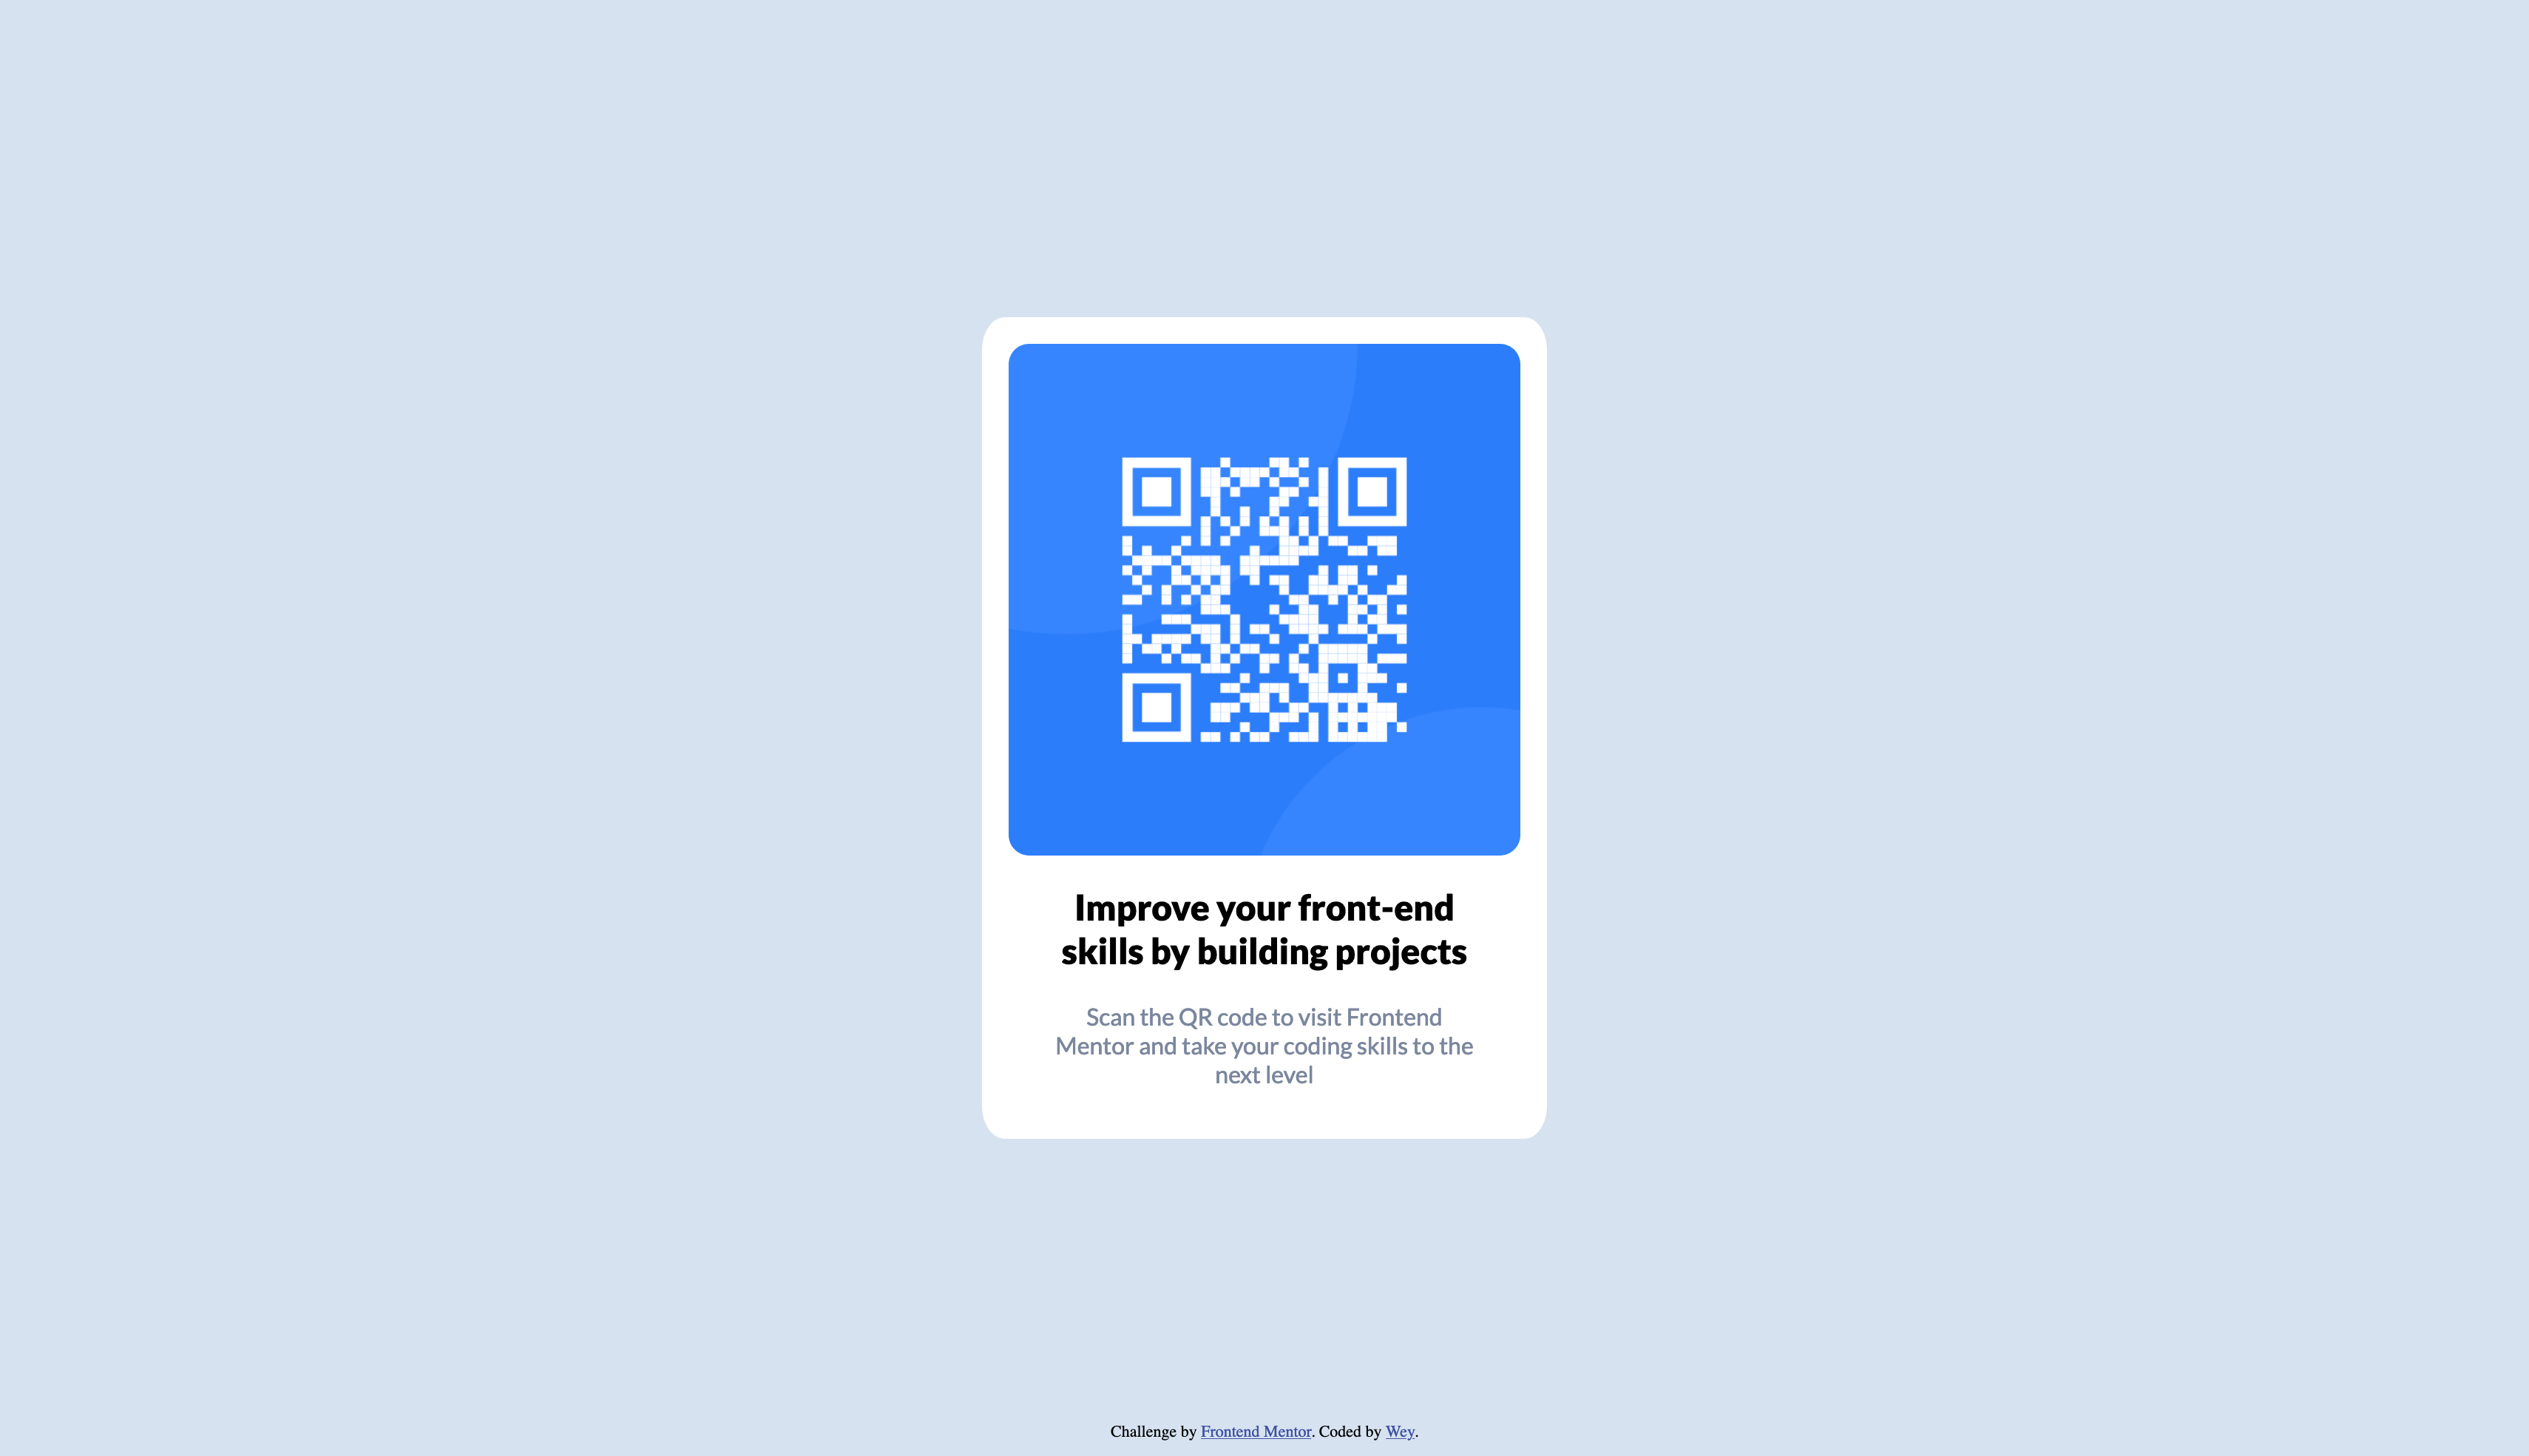 Improve your front-end
skills by building projects
Scan the QR code to visit Frontend
Mentor and take your coding skills to the
next level
Challenge by Frontend Mentor. Coded by Wey.